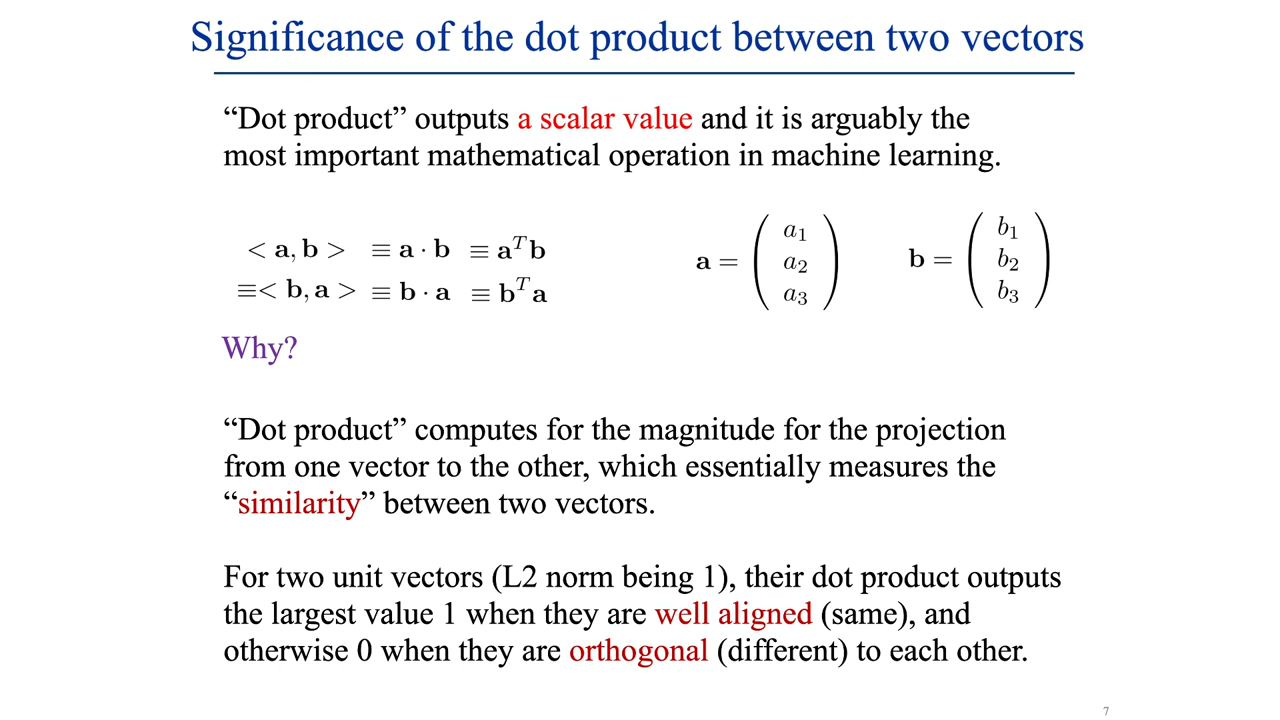 Significance of the dot product between two vectors
“Dot product” outputs a scalar value and it is arguably the
most important mathematical operation in machine learning.
< a, b > ≡ a · b ≡ aᵀb
≡< b, a > ≡ b · a ≡ bᵀa
a = ( a₁ a₂ a₃ )
b = ( b₁ b₂ b₃ )
Why?
“Dot product” computes for the magnitude for the projection
from one vector to the other, which essentially measures the
“similarity” between two vectors.
For two unit vectors (L2 norm being 1), their dot product outputs
the largest value 1 when they are well aligned (same), and
otherwise 0 when they are orthogonal (different) to each other.
7